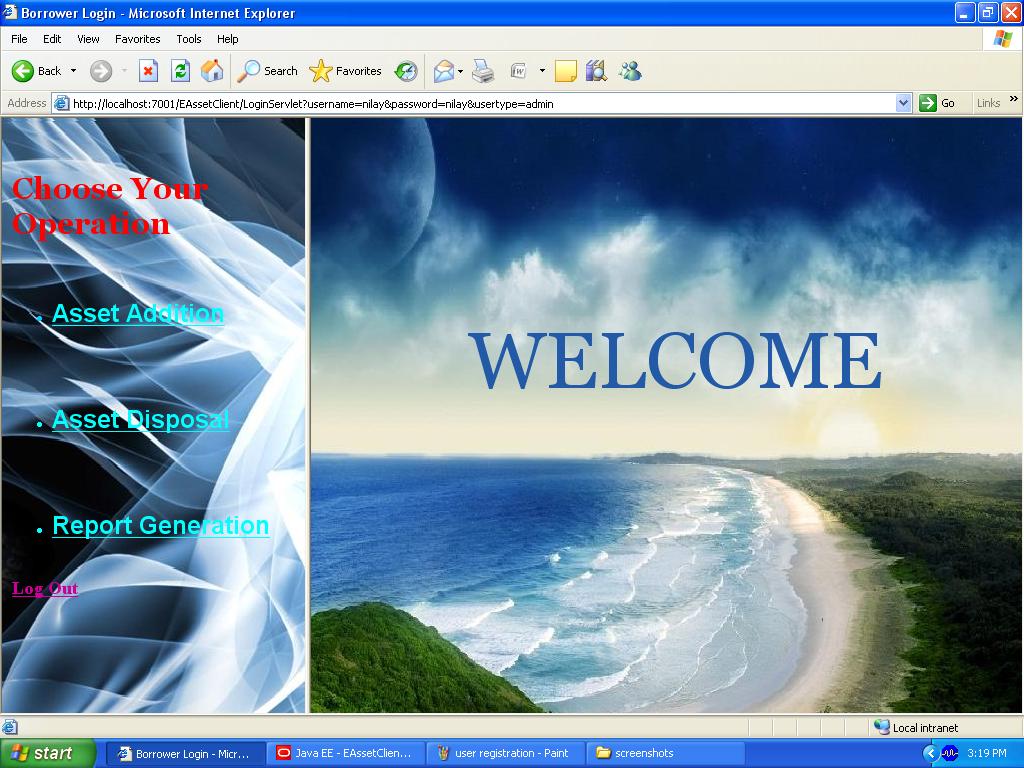 Borrower Login - Microsoft Internet Explorer
File Edit View Favorites Tools Help
Back Search Favorites
Address http://localhost:7001/EAssetClient/LoginServlet?username=nilay&password=nilay&usertype=admin Go Links »
Choose Your
Operation
Asset Addition
Asset Disposal
Report Generation
Log Out
WELCOME
Local intranet
start Borrower Login - Micr... Java EE - EAssetClien... user registration - Paint screenshots 3:19 PM